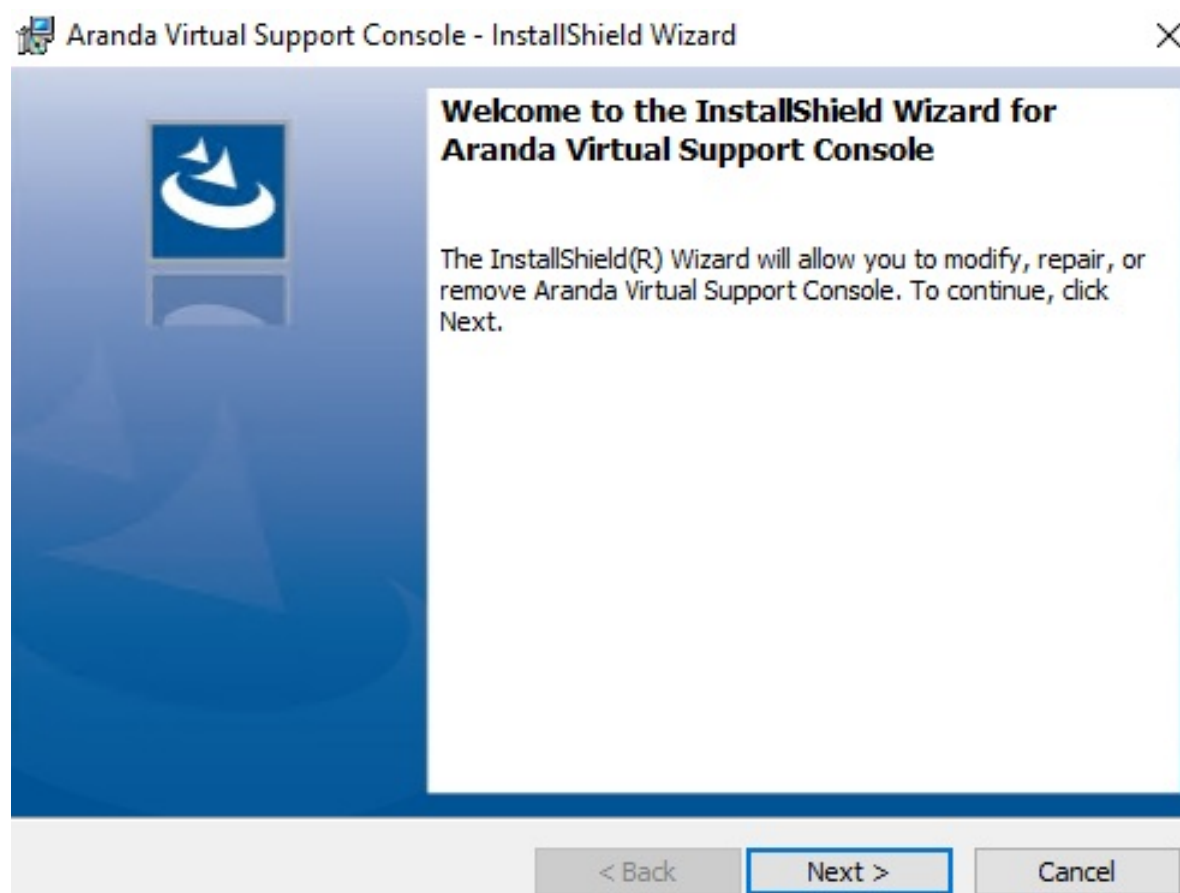 Aranda Virtual Support Console - InstallShield Wizard
Welcome to the InstallShield Wizard for
Aranda Virtual Support Console
The InstallShield(R) Wizard will allow you to modify, repair, or
remove Aranda Virtual Support Console. To continue, click
Next.
< Back Next > Cancel